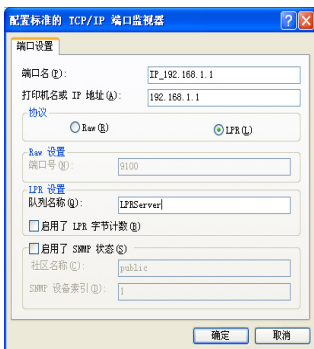 配置标准的 TCP/IP 端口监视器
端口设置
端口名(P): IP_192.168.1.1
打印机名或 IP 地址(A): 192.168.1.1
协议
Raw(R) LPR(L)
Raw 设置
端口号(N): 9100
LPR 设置
队列名称(Q): LPRServer
启用了 LPR 字节计数(B)
启用了 SNMP 状态(S)
社区名称(C): public
SNMP 设备索引(D): 1
确定 取消